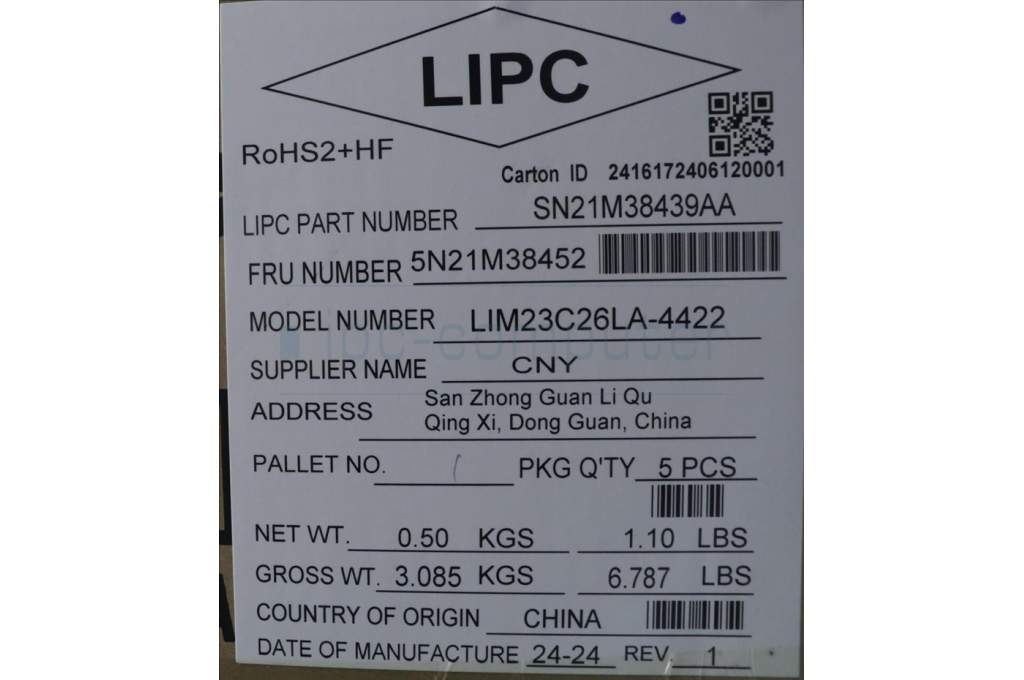 LIPC
RoHS2+HF
Carton ID 2416172406120001
LIPC PART NUMBER SN21M38439AA
FRU NUMBER 5N21M38452
MODEL NUMBER LIM23C26LA-4422
ipc-computer
SUPPLIER NAME CNY
ADDRESS San Zhong Guan Li Qu
Qing Xi, Dong Guan, China
PALLET NO. / PKG Q'TY 5 PCS
NET WT. 0.50 KGS 1.10 LBS
GROSS WT. 3.085 KGS 6.787 LBS
COUNTRY OF ORIGIN CHINA
DATE OF MANUFACTURE 24-24 REV. 1